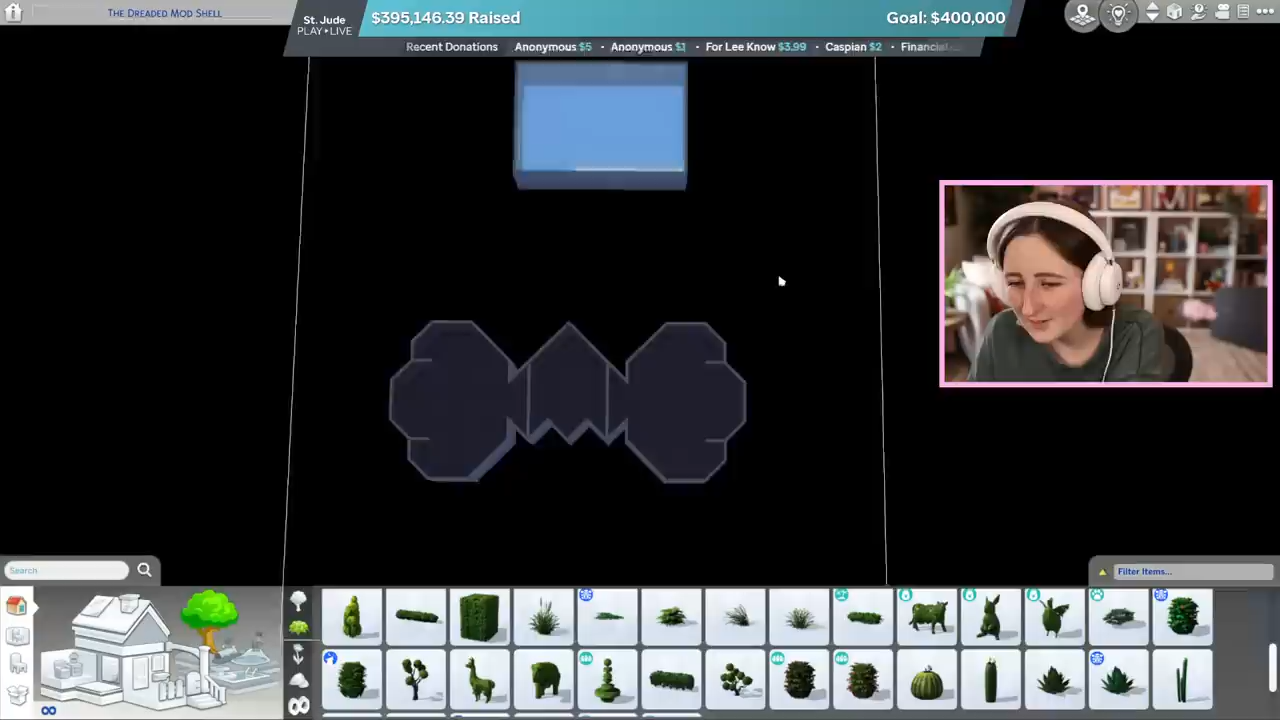 THE DREADED MOD SHELL
St. Jude
PLAY LIVE
$395,146.39 Raised
Goal: $400,000
Recent Donations Anonymous $5 • Anonymous $1 • For Lee Know $3.99 • Caspian $2 • Financial
Search
Filter Items...